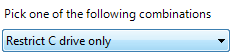 Pick one of the following combinations
Restrict C drive only